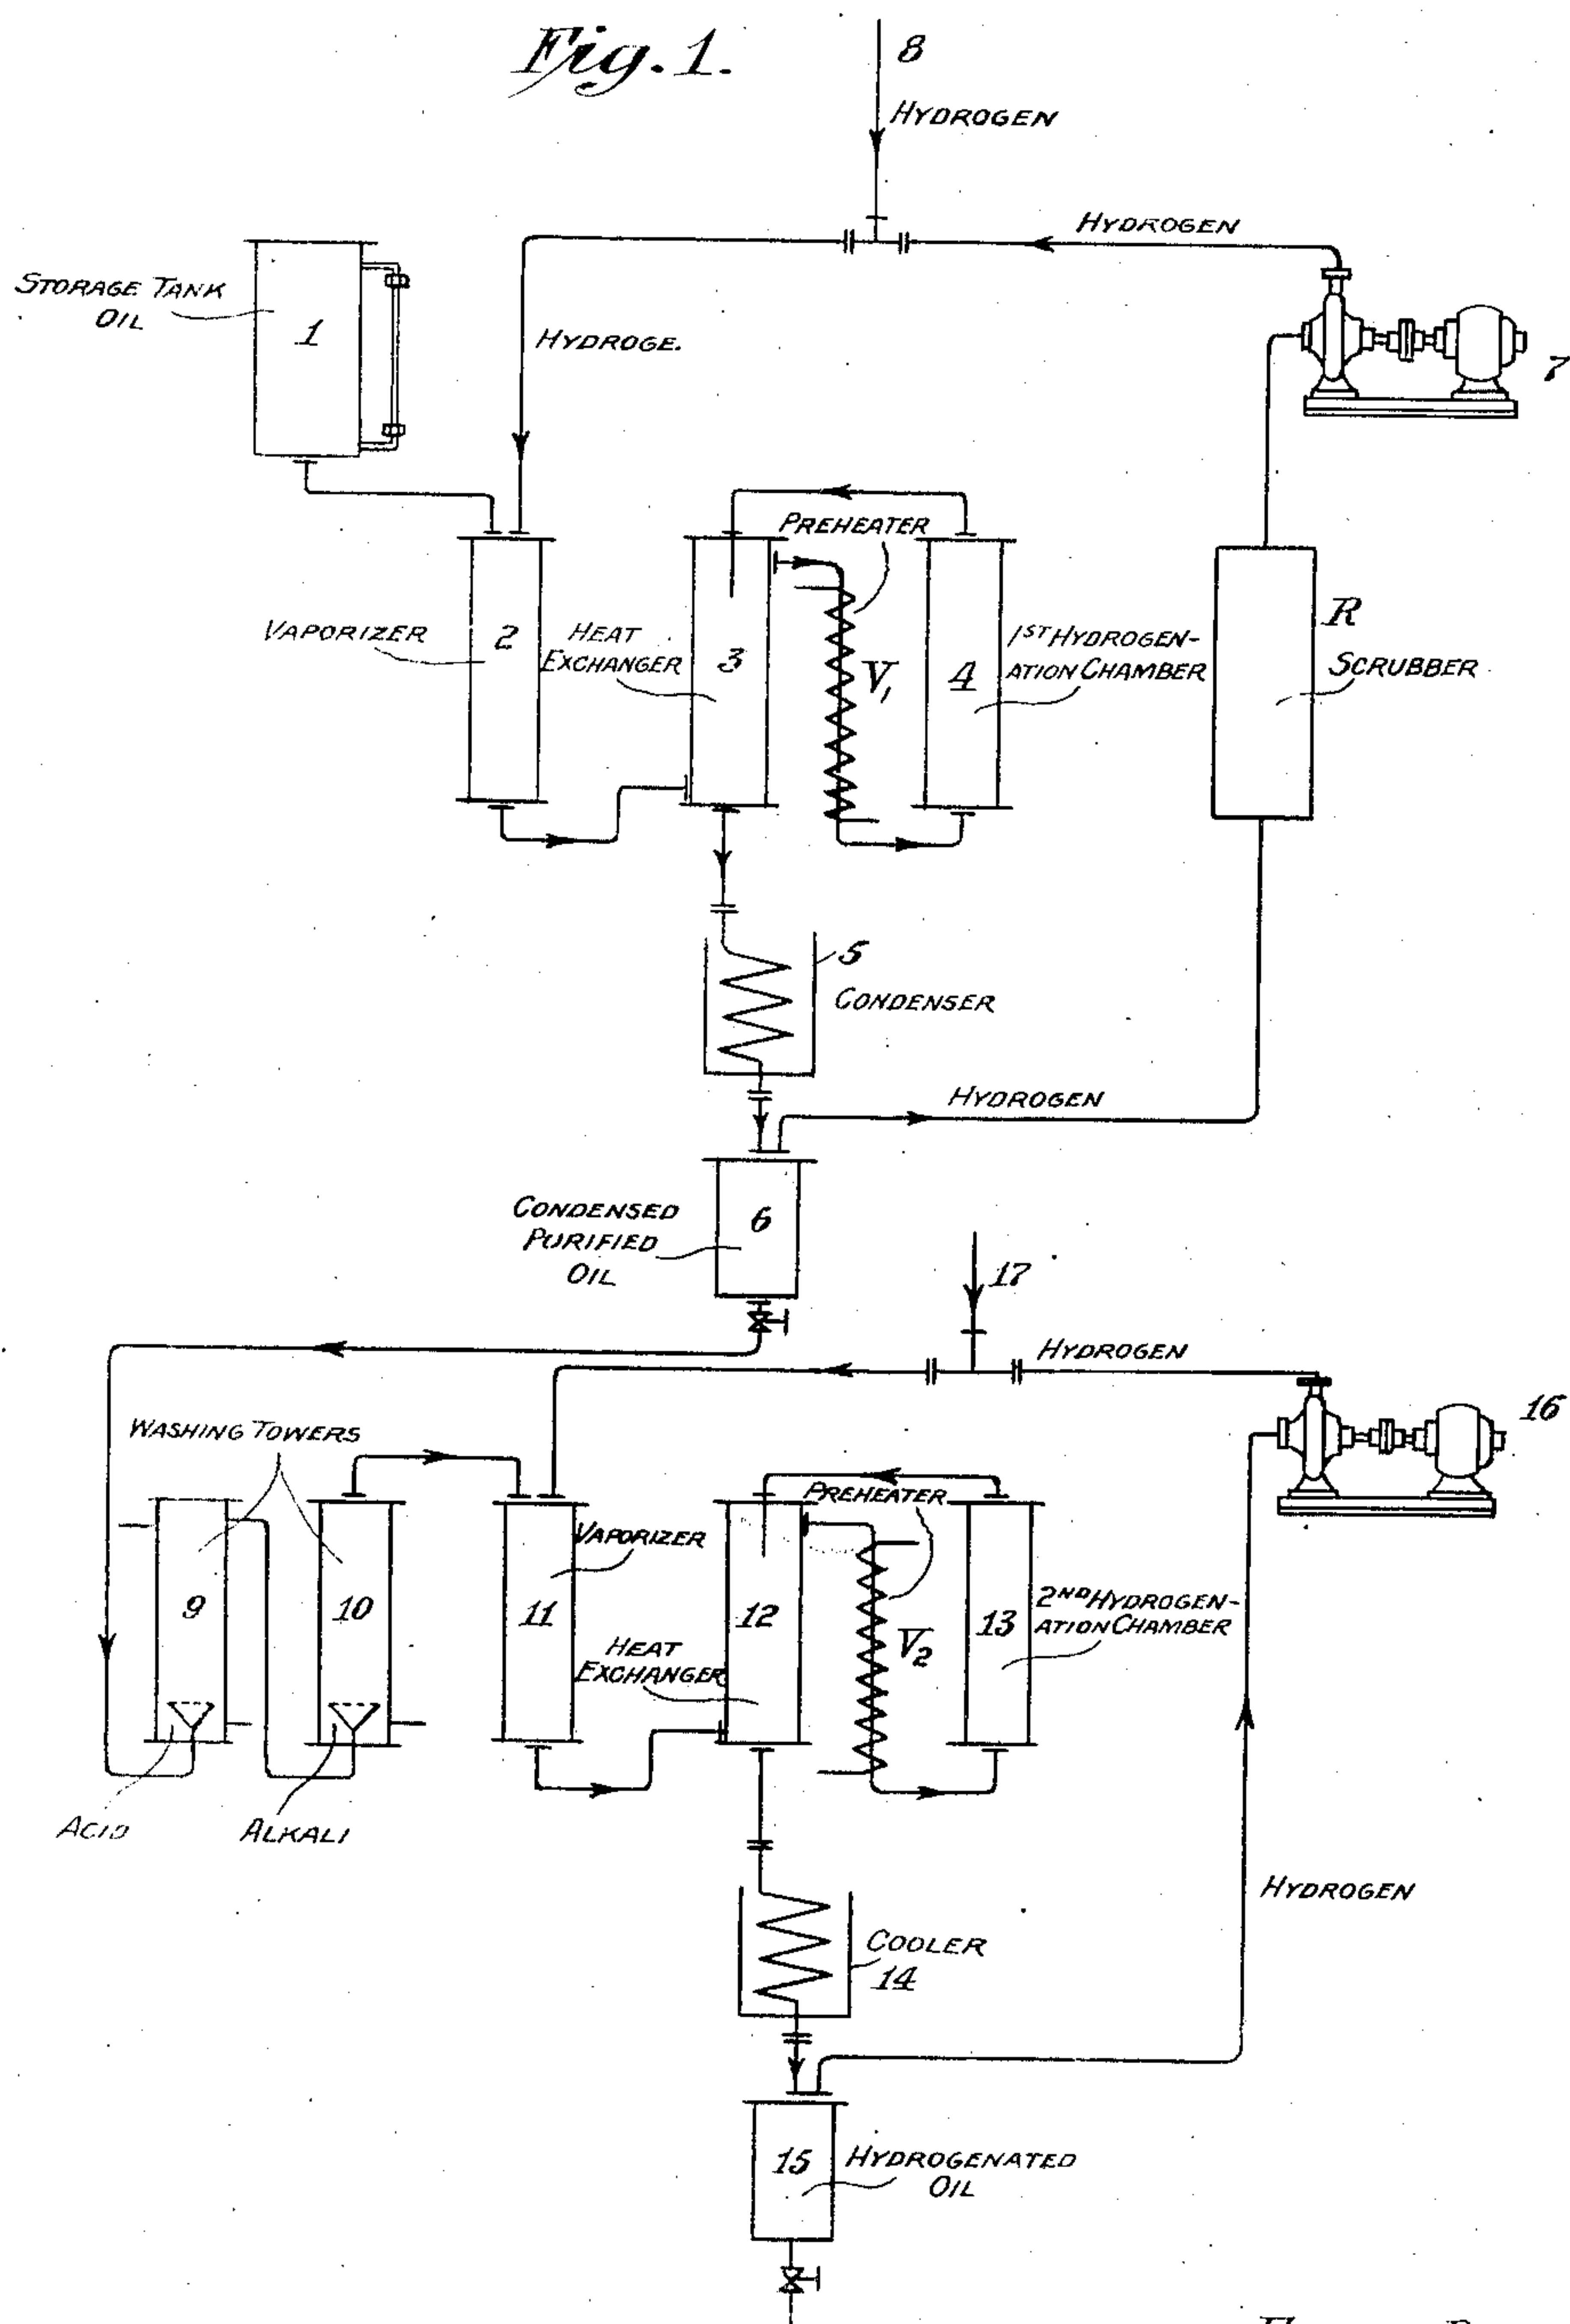 Fig. 1.
8
HYDROGEN
HYDROGEN
STORAGE TANK
OIL
1
HYDROGE.
7
PREHEATER
VAPORIZER
2
HEAT
EXCHANGER
3
V1
4
1ST HYDROGEN-
ATION CHAMBER
R
SCRUBBER
5
CONDENSER
HYDROGEN
CONDENSED
PURIFIED
OIL
6
17
HYDROGEN
16
WASHING TOWERS
PREHEATER
VAPORIZER
9
10
11
12
13
2ND HYDROGEN-
ATION CHAMBER
HEAT
EXCHANGER
V2
ACID
ALKALI
HYDROGEN
COOLER
14
15
HYDROGENATED
OIL